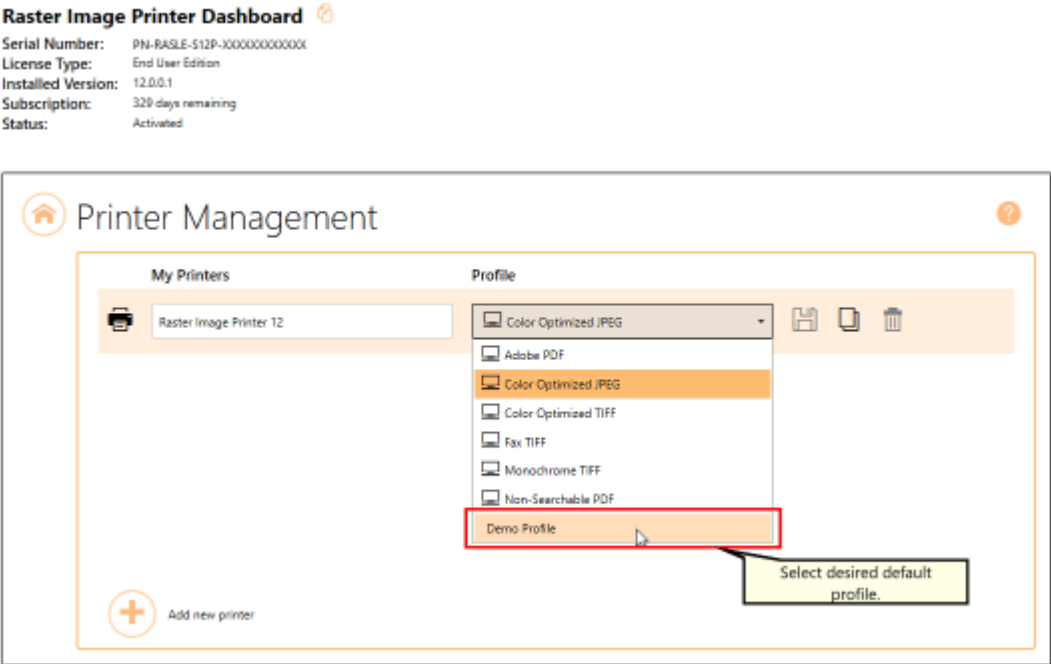 Raster Image Printer Dashboard
Serial Number: PN-RASLE-S12P-XXXXXXXXXXXX
License Type: End User Edition
Installed Version: 12.0.0.1
Subscription: 329 days remaining
Status: Activated
Printer Management
?
My Printers Profile
Raster Image Printer 12 Color Optimized JPEG
Adobe PDF
Color Optimized JPEG
Color Optimized TIFF
Fax TIFF
Monochrome TIFF
Non-Searchable PDF
Demo Profile
Select desired default
profile.
Add new printer